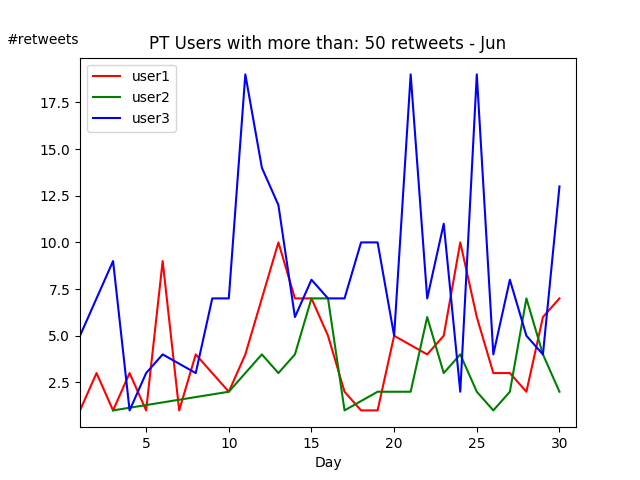 #retweets
PT Users with more than: 50 retweets - Jun
user1
user2
user3
17.5
15.0
12.5
10.0
7.5
5.0
2.5
5 10 15 20 25 30
Day